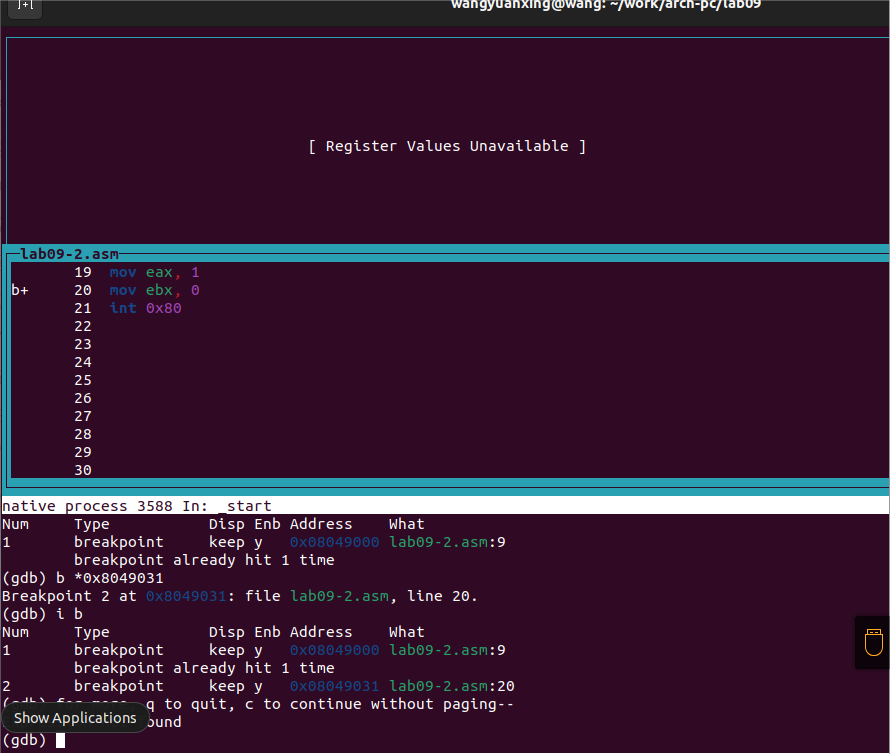 wangyuanxing@wang: ~/work/arch-pc/lab09
[ Register Values Unavailable ]
lab09-2.asm
19 mov eax, 1
b+ 20 mov ebx, 0
21 int 0x80
22
23
24
25
26
27
28
29
30
native process 3588 In: _start
Num Type Disp Enb Address What
1 breakpoint keep y 0x08049000 lab09-2.asm:9
breakpoint already hit 1 time
(gdb) b *0x8049031
Breakpoint 2 at 0x8049031: file lab09-2.asm, line 20.
(gdb) i b
Num Type Disp Enb Address What
1 breakpoint keep y 0x08049000 lab09-2.asm:9
breakpoint already hit 1 time
2 breakpoint keep y 0x08049031 lab09-2.asm:20
q to quit, c to continue without paging--
Show Applications
(gdb)